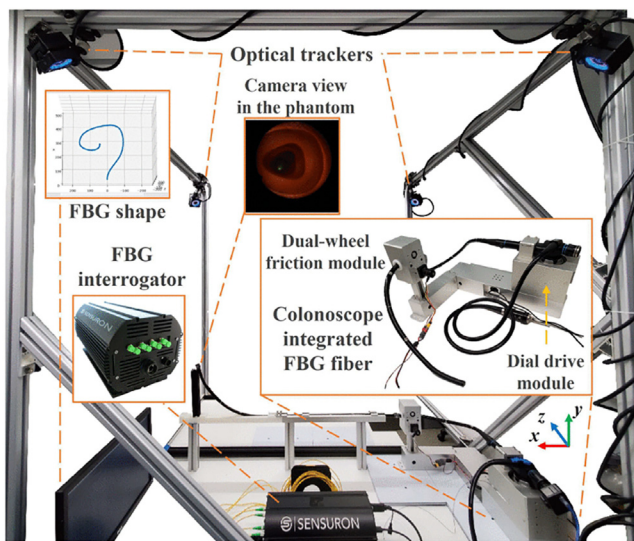 Optical trackers
Camera view
in the phantom
FBG shape
FBG
interrogator
SENSURON
Dual-wheel
friction module
Colonoscope
integrated
FBG fiber
Dial drive
module
y
z
x
SENSURON